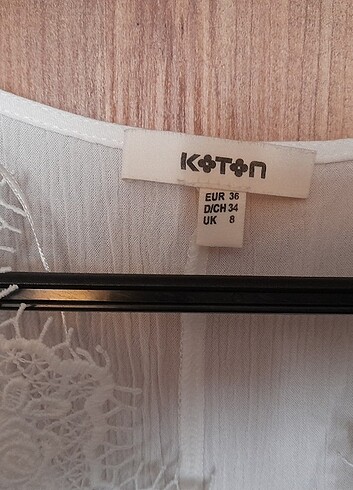 KOTON
EUR 36
D/CH 34
UK 8